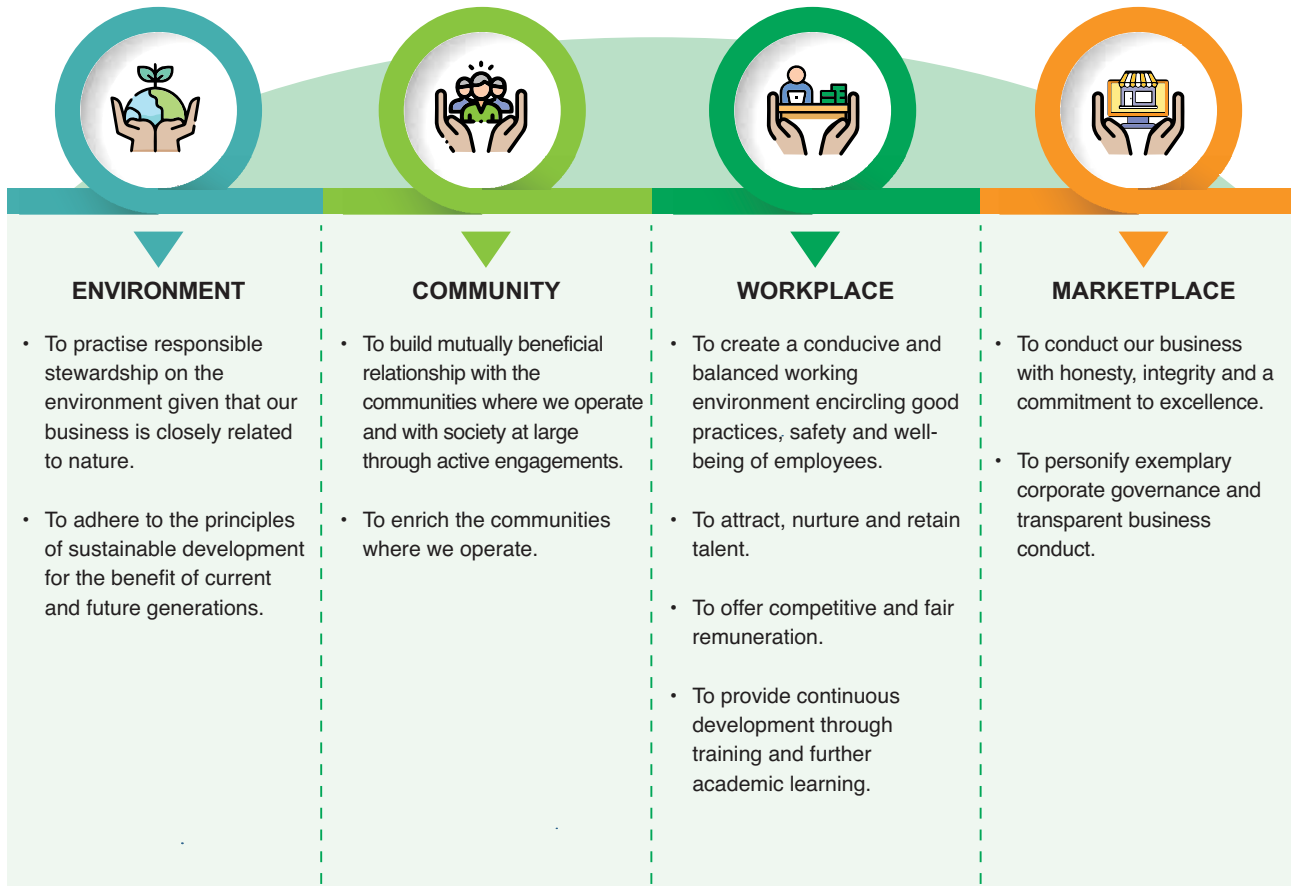 ENVIRONMENT
• To practise responsible
stewardship on the
environment given that our
business is closely related
to nature.
• To adhere to the principles
of sustainable development
for the benefit of current
and future generations.
COMMUNITY
• To build mutually beneficial
relationship with the
communities where we operate
and with society at large
through active engagements.
• To enrich the communities
where we operate.
WORKPLACE
• To create a conducive and
balanced working
environment encircling good
practices, safety and well-
being of employees.
• To attract, nurture and retain
talent.
• To offer competitive and fair
remuneration.
• To provide continuous
development through
training and further
academic learning.
MARKETPLACE
• To conduct our business
with honesty, integrity and a
commitment to excellence.
• To personify exemplary
corporate governance and
transparent business
conduct.